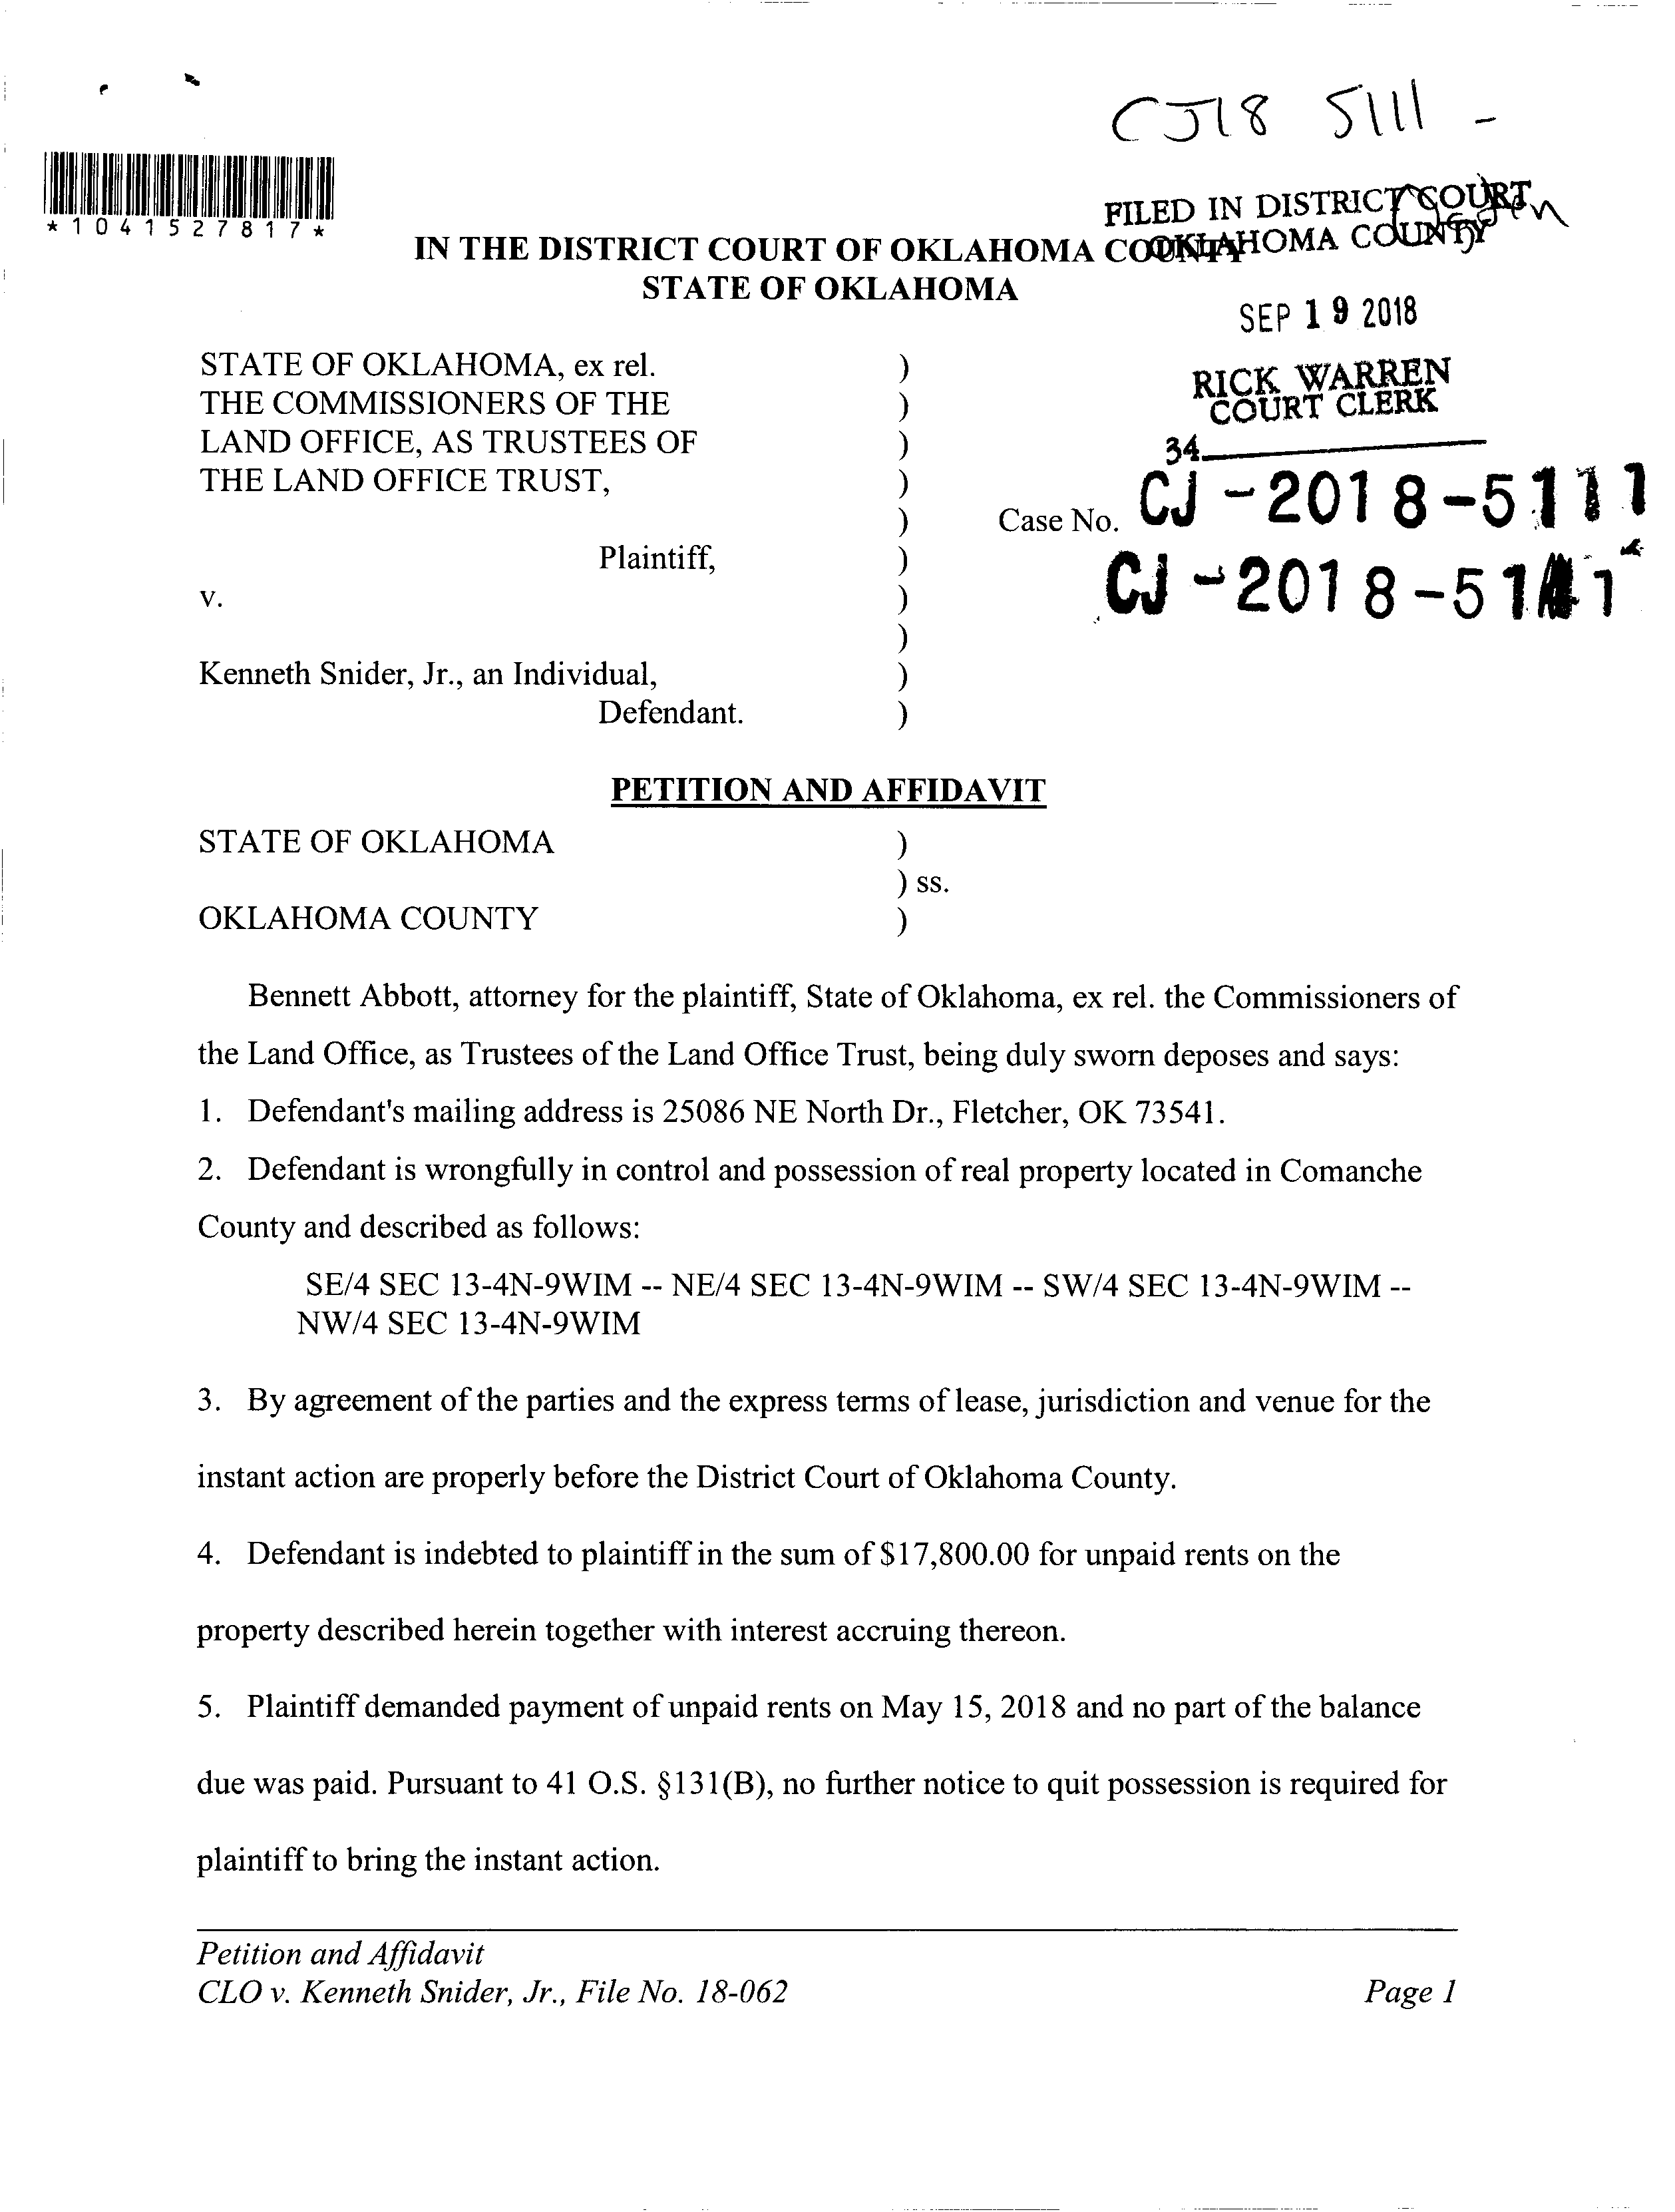 CJ18 5111 -
*1041527817*
FILED IN DISTRICT COURT
OKLAHOMA COUNTY
IN THE DISTRICT COURT OF OKLAHOMA COUNTY
STATE OF OKLAHOMA
SEP 19 2018
RICK WARREN
COURT CLERK
34
STATE OF OKLAHOMA, ex rel. )
THE COMMISSIONERS OF THE )
LAND OFFICE, AS TRUSTEES OF )
THE LAND OFFICE TRUST, )
) Case No. CJ-2018-5111
Plaintiff, )
CJ-2018-51
v. )
)
Kenneth Snider, Jr., an Individual, )
Defendant. )
PETITION AND AFFIDAVIT
STATE OF OKLAHOMA )
) ss.
OKLAHOMA COUNTY )
Bennett Abbott, attorney for the plaintiff, State of Oklahoma, ex rel. the Commissioners of
the Land Office, as Trustees of the Land Office Trust, being duly sworn deposes and says:
1. Defendant's mailing address is 25086 NE North Dr., Fletcher, OK 73541.
2. Defendant is wrongfully in control and possession of real property located in Comanche
County and described as follows:
SE/4 SEC 13-4N-9WIM -- NE/4 SEC 13-4N-9WIM -- SW/4 SEC 13-4N-9WIM --
NW/4 SEC 13-4N-9WIM
3. By agreement of the parties and the express terms of lease, jurisdiction and venue for the
instant action are properly before the District Court of Oklahoma County.
4. Defendant is indebted to plaintiff in the sum of $17,800.00 for unpaid rents on the
property described herein together with interest accruing thereon.
5. Plaintiff demanded payment of unpaid rents on May 15, 2018 and no part of the balance
due was paid. Pursuant to 41 O.S. §131(B), no further notice to quit possession is required for
plaintiff to bring the instant action.
Petition and Affidavit
CLO v. Kenneth Snider, Jr., File No. 18-062 Page 1